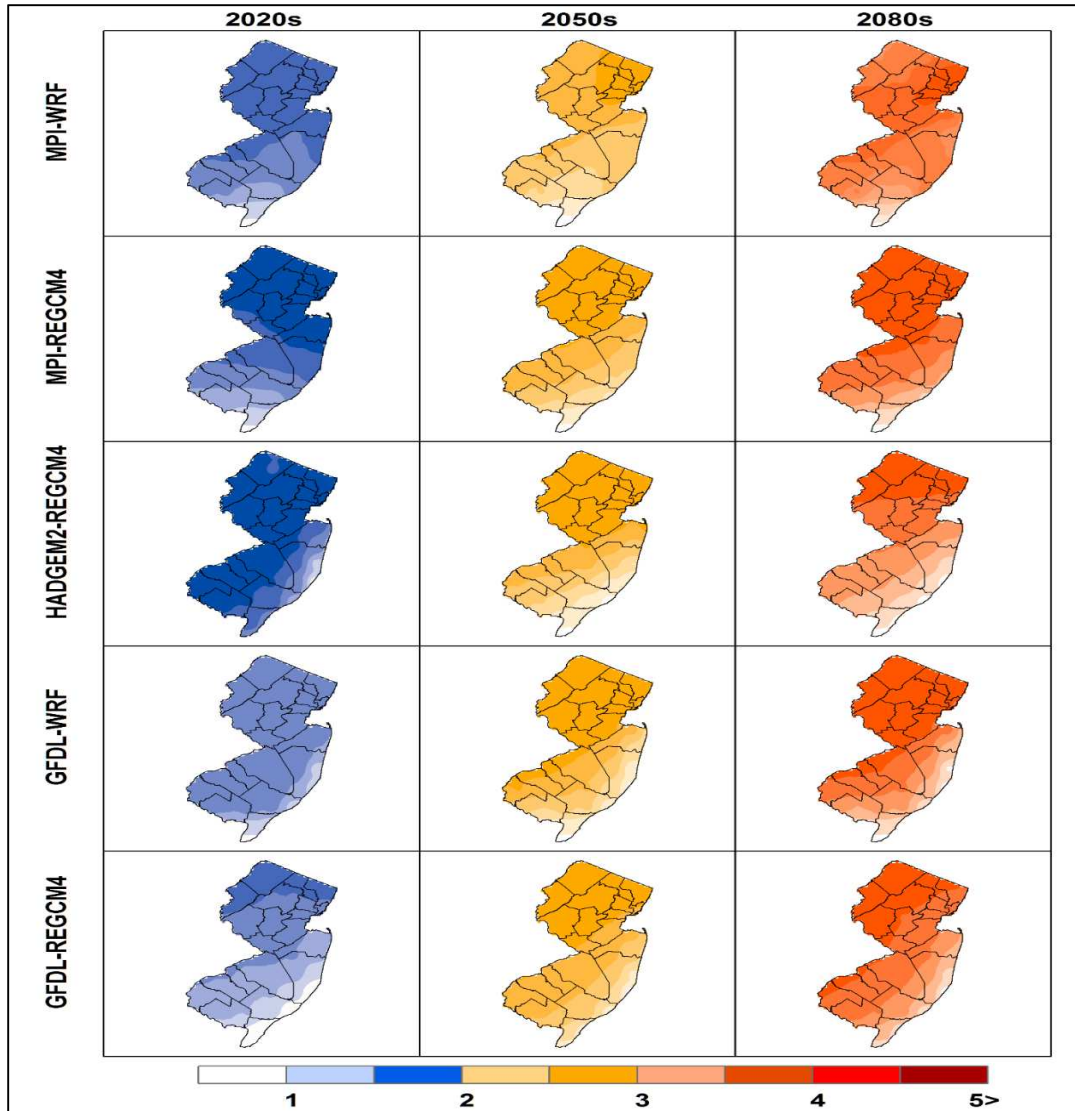 2020s 2050s 2080s
MPI-WRF
MPI-REGCM4
HADGEM2-REGCM4
GFDL-WRF
GFDL-REGCM4
1 2 3 4 5>